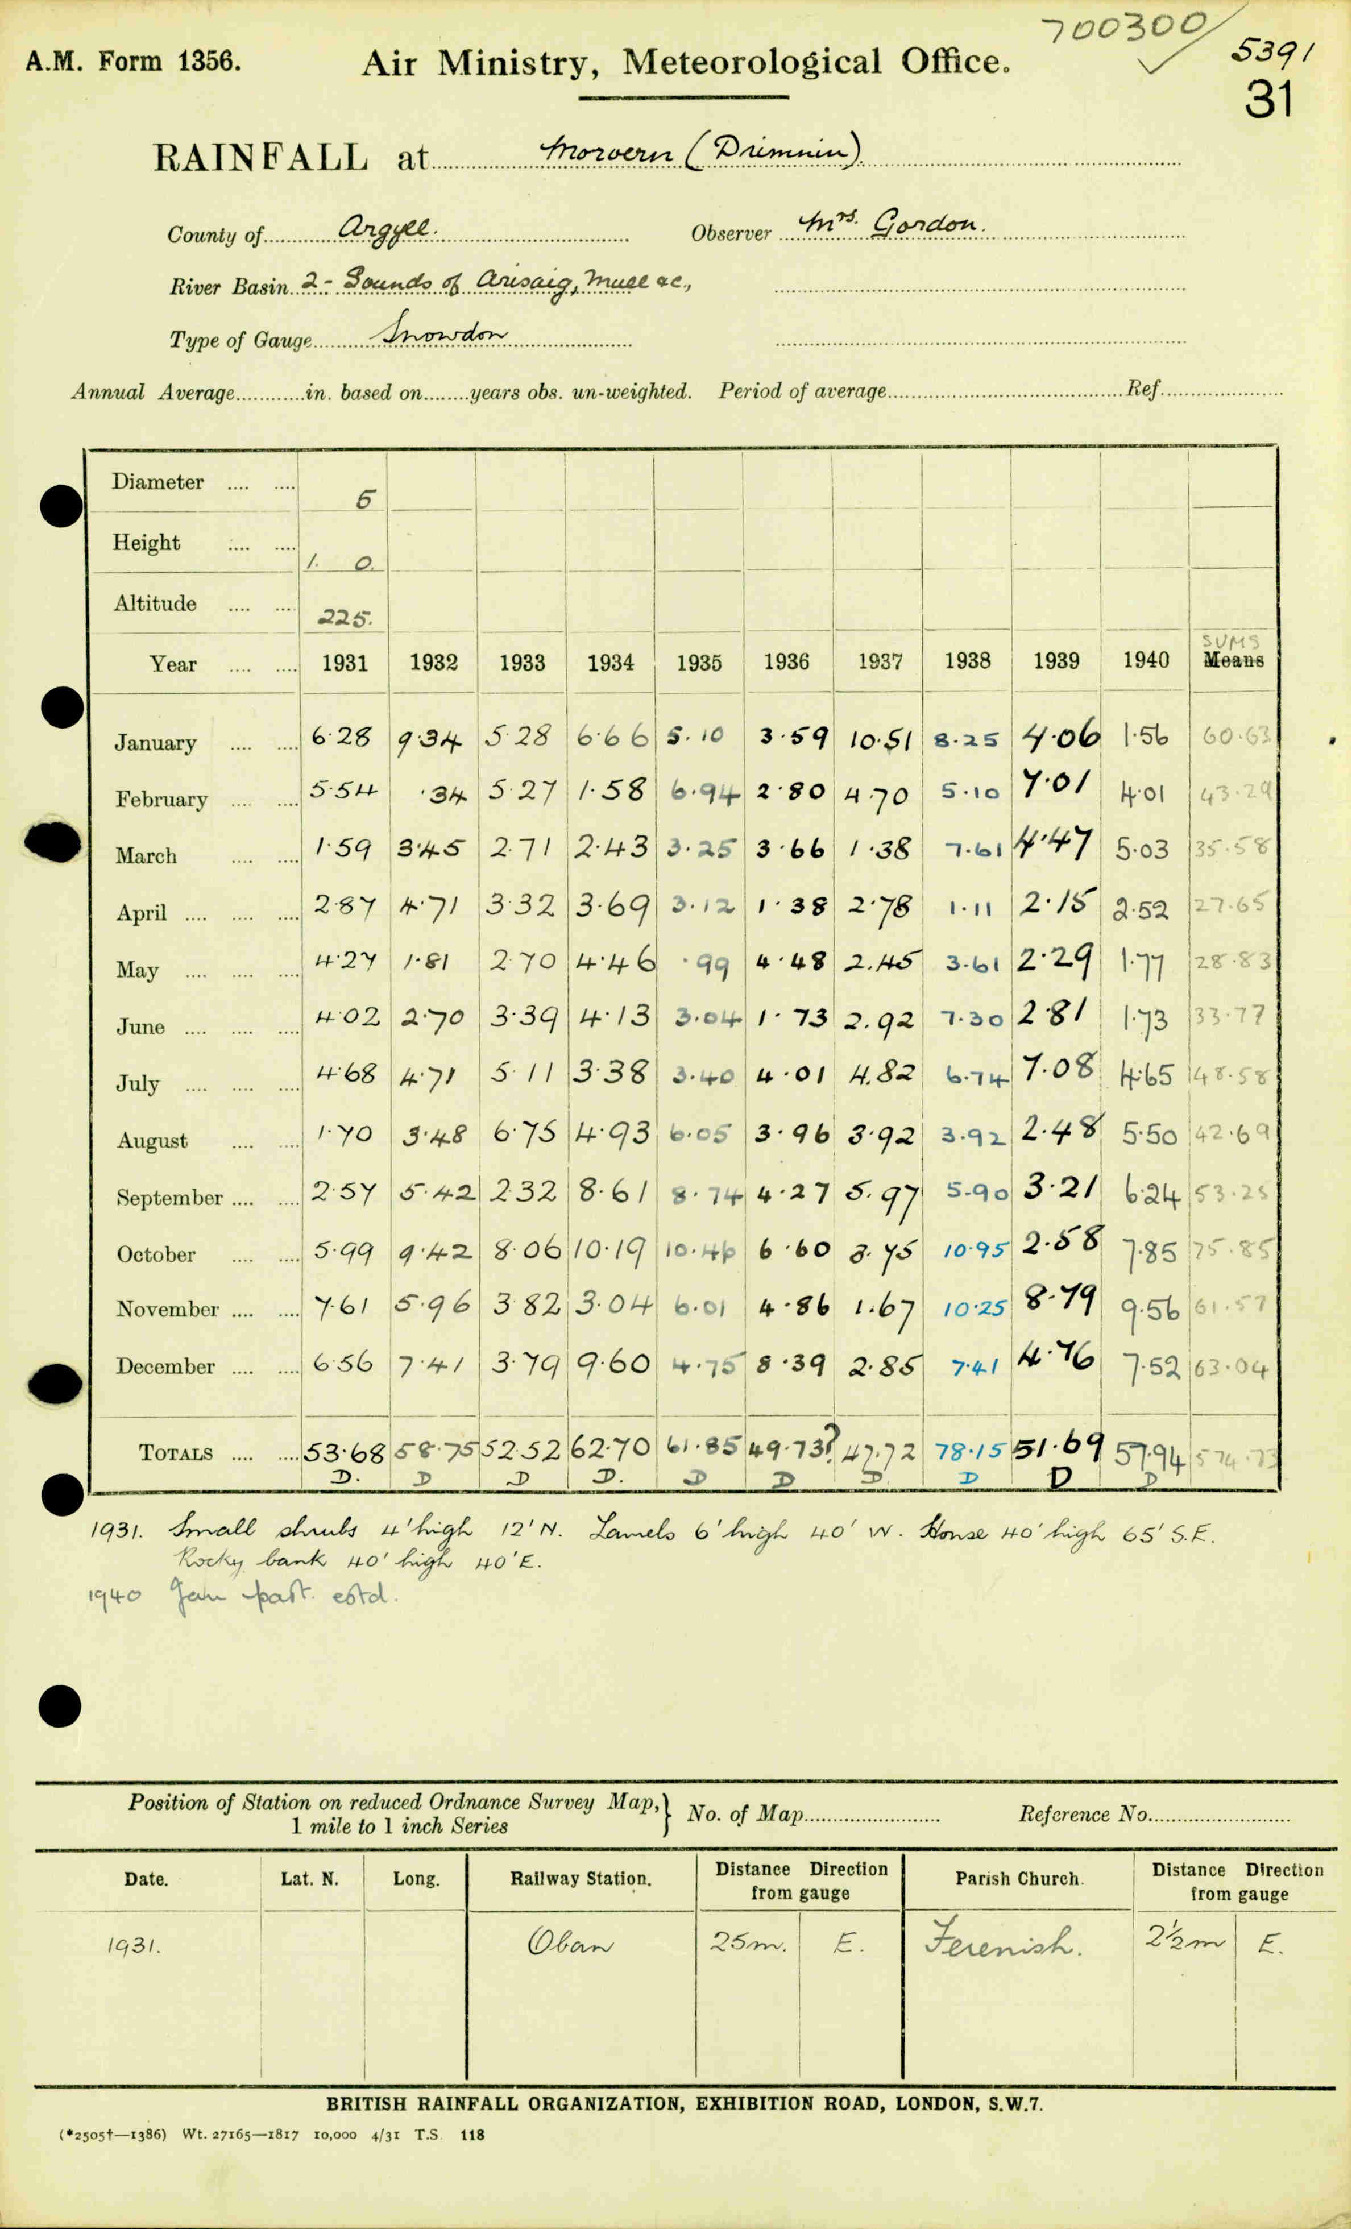 700300
A.M. Form 1356. Air Ministry, Meteorological Office. 5391
31
RAINFALL at Morvern (Drimnin).
County of Argyll. Observer Mrs. Gordon.
River Basin 2 - Sounds of Arisaig, Mull &c.,
Type of Gauge Snowdon
Annual Average in. based on years obs. un-weighted. Period of average Ref.
Diameter 5
Height 1. 0.
Altitude 225.
SUMS
Year 1931 1932 1933 1934 1935 1936 1937 1938 1939 1940 Means
January 6.28 9.34 5.28 6.66 5.10 3.59 10.51 8.25 4.06 1.56 60.63
February 5.54 .34 5.27 1.58 6.94 2.80 4.70 5.10 7.01 4.01 43.29
March 1.59 3.45 2.71 2.43 3.25 3.66 1.38 7.61 4.47 5.03 35.58
April 2.87 4.71 3.32 3.69 3.12 1.38 2.78 1.11 2.15 2.52 27.65
May 4.27 1.81 2.70 4.46 .99 4.48 2.45 3.61 2.29 1.77 28.83
June 4.02 2.70 3.39 4.13 3.04 1.73 2.92 7.30 2.81 1.73 33.77
July 4.68 4.71 5.11 3.38 3.40 4.01 4.82 6.74 7.08 4.65 48.58
August 1.70 3.48 6.75 4.93 6.05 3.96 3.92 3.92 2.48 5.50 42.69
September 2.57 5.42 2.32 8.61 8.74 4.27 5.97 5.90 3.21 6.24 53.25
October 5.99 9.42 8.06 10.19 10.46 6.60 3.75 10.95 2.58 7.85 75.85
November 7.61 5.96 3.82 3.04 6.01 4.86 1.67 10.25 8.79 9.56 61.57
December 6.56 7.41 3.79 9.60 4.75 8.39 2.85 7.41 4.76 7.52 63.04
TOTALS 53.68 58.75 52.52 62.70 61.85 49.73? 47.72 78.15 51.69 57.94 574.73
D. D D D. D D D D D D
1931. Small shrubs 4' high 12' N. Laurels 6' high 40' W. House 40' high 65' S.E.
Rocky bank 40' high 40' E.
1940 Jan part. estd.
Position of Station on reduced Ordnance Survey Map, 1 mile to 1 inch Series No. of Map Reference No.
Date. Lat. N. Long. Railway Station. Distance Direction from gauge Parish Church. Distance Direction from gauge
1931. Oban 25m. E. Ferenish. 2½m E.
BRITISH RAINFALL ORGANIZATION, EXHIBITION ROAD, LONDON, S.W.7.
(*2505†—1386) Wt. 27165—1817 10,000 4/31 T.S. 118